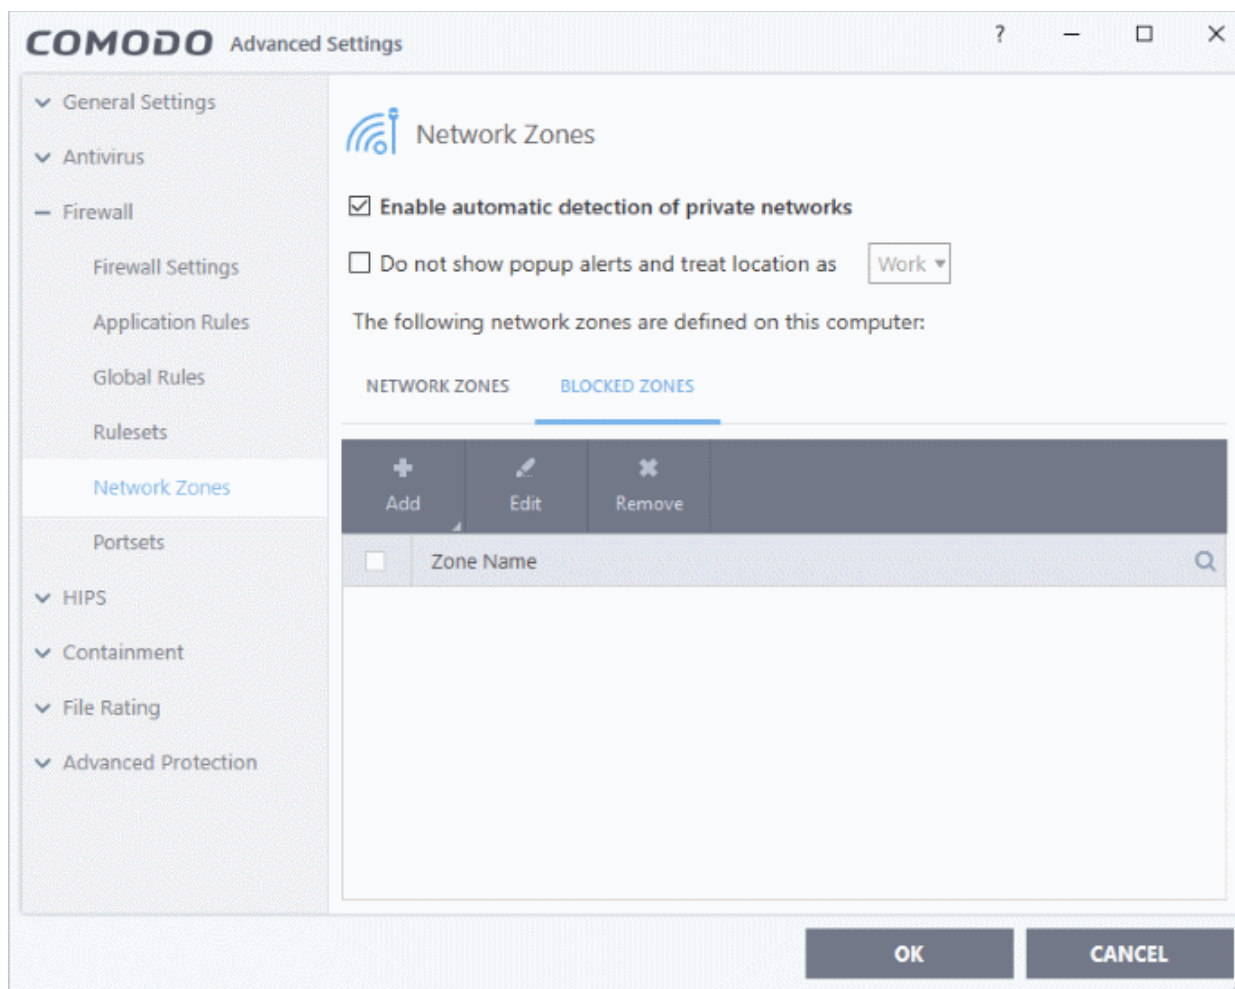 COMODO Advanced Settings ?
General Settings
Antivirus
Firewall
Firewall Settings
Application Rules
Global Rules
Rulesets
Network Zones
Portsets
HIPS
Containment
File Rating
Advanced Protection
Network Zones
Enable automatic detection of private networks
Do not show popup alerts and treat location as Work
The following network zones are defined on this computer:
NETWORK ZONES BLOCKED ZONES
Add Edit Remove
Zone Name
OK CANCEL